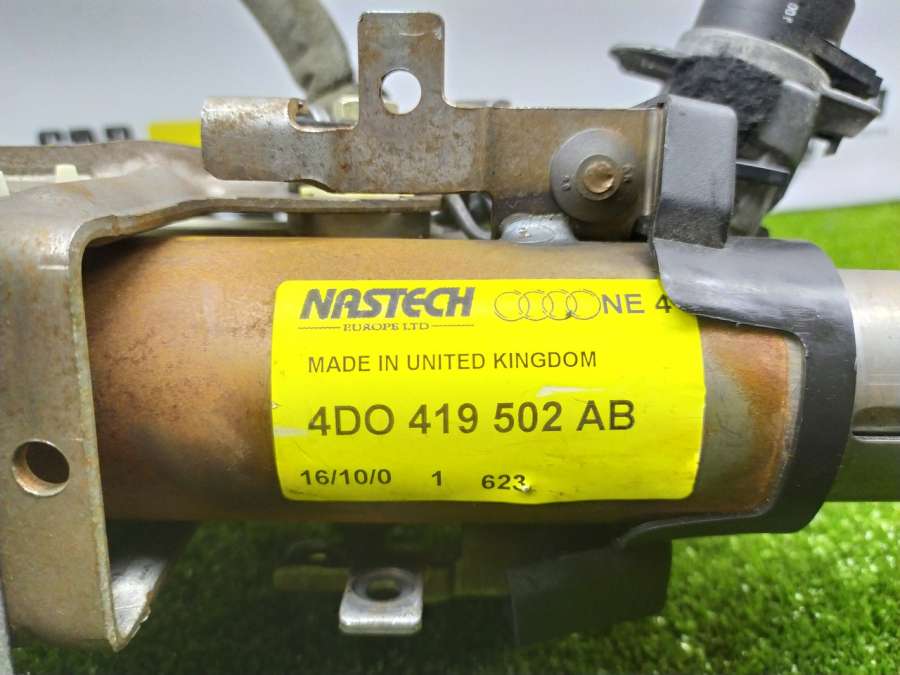 NASTECH NE 4
EUROPE LTD
MADE IN UNITED KINGDOM
4DO 419 502 AB
16/10/0 1 623